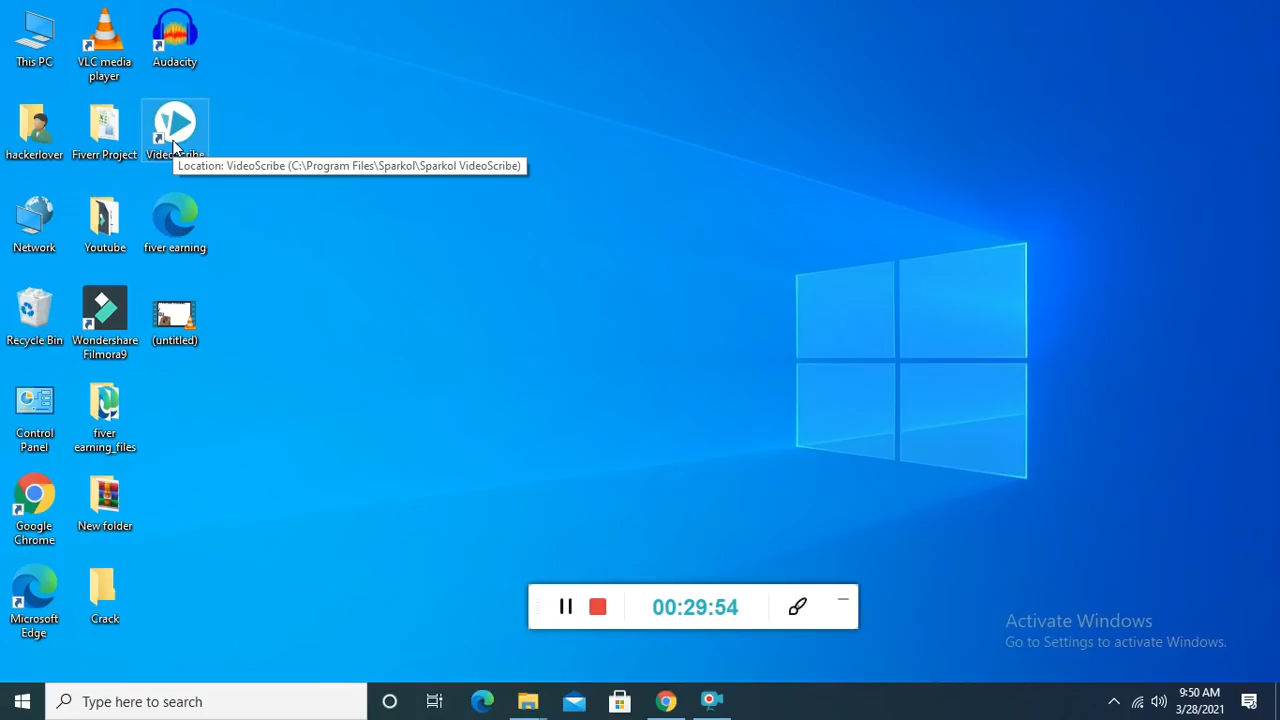 This PC
VLC media
player
Audacity
hackerlover
Fiverr Project
VideoScribe
Location: VideoScribe (C:\Program Files\Sparkol\Sparkol VideoScribe)
Network
Youtube
fiver earning
Recycle Bin
Wondershare
Filmora9
(untitled)
Control
Panel
fiver
earning_files
Google
Chrome
New folder
Microsoft
Edge
Crack
00:29:54
Activate Windows
Go to Settings to activate Windows.
Type here to search
9:50 AM
3/28/2021